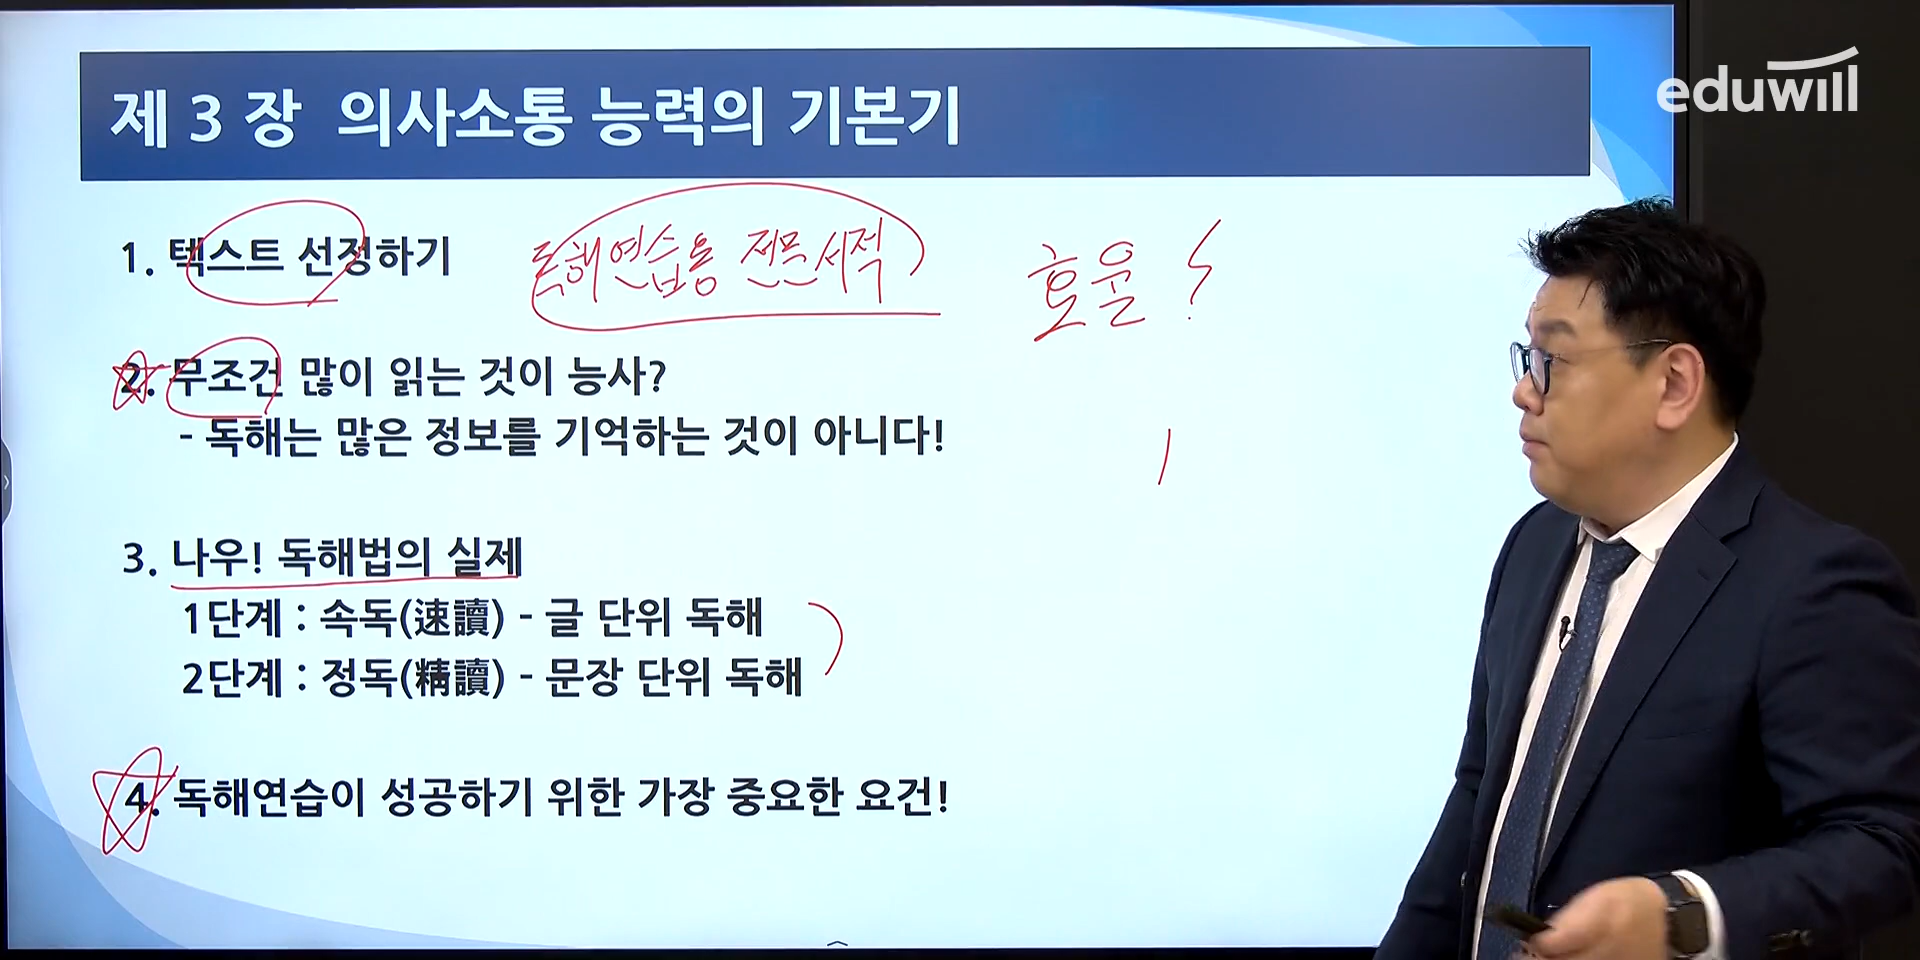 eduwill
제 3 장 의사소통 능력의 기본기
1. 텍스트 선정하기 독해연습용 전문서적 효율
2. 무조건 많이 읽는 것이 능사?
- 독해는 많은 정보를 기억하는 것이 아니다!
3. 나우! 독해법의 실제
1단계 : 속독(速讀) - 글 단위 독해
2단계 : 정독(精讀) - 문장 단위 독해
4. 독해연습이 성공하기 위한 가장 중요한 요건!